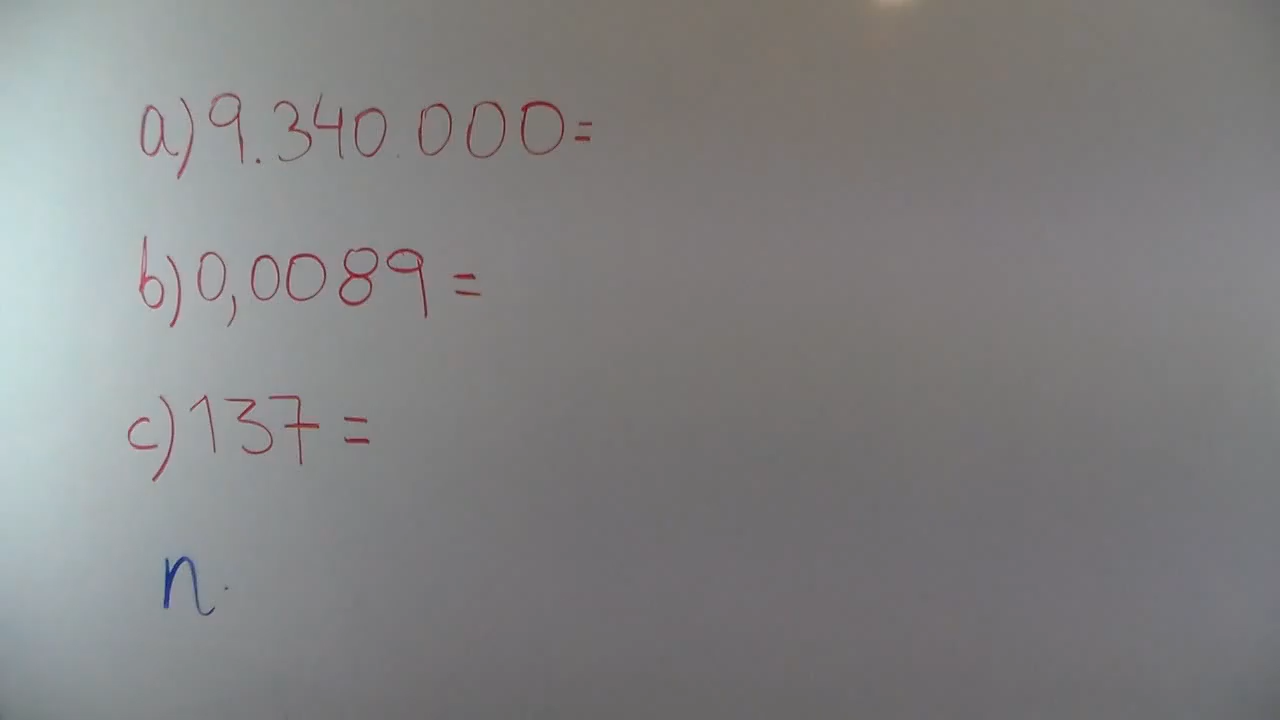 a) 9.340.000=
b) 0,0089 =
c) 137 =
n.